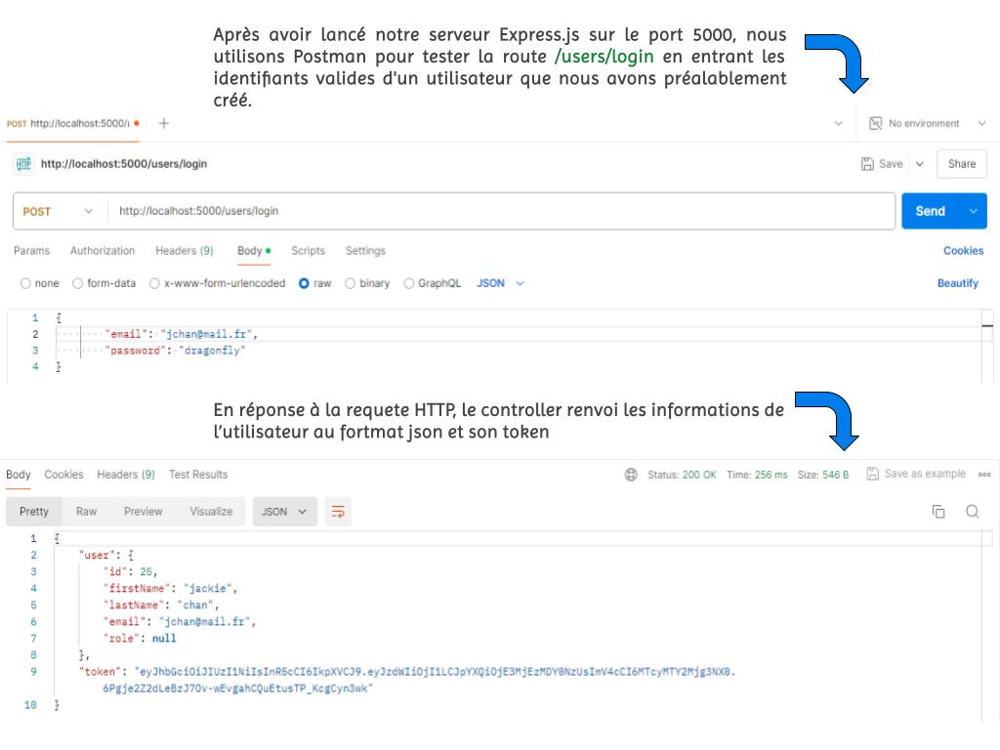 Après avoir lancé notre serveur Express.js sur le port 5000, nous
utilisons Postman pour tester la route /users/login en entrant les
identifiants valides d'un utilisateur que nous avons préalablement
créé.
POST http://localhost:5000/
No environment
HTTP http://localhost:5000/users/login
Save
Share
POST http://localhost:5000/users/login
Send
Params Authorization Headers (9) Body Scripts Settings Cookies
none form-data x-www-form-urlencoded raw binary GraphQL JSON Beautify
1 {
2 "email": "jchan@mail.fr",
3 "password": "dragonfly"
4 }
En réponse à la requete HTTP, le controller renvoi les informations de
l'utilisateur au fortmat json et son token
Body Cookies Headers (9) Test Results Status: 200 OK Time: 256 ms Size: 546 B Save as example
Pretty Raw Preview Visualize JSON
1 {
2 "user": {
3 "id": 25,
4 "firstName": "jackie",
5 "lastName": "chan",
6 "email": "jchan@mail.fr",
7 "role": null
8 },
9 "token":
10 }